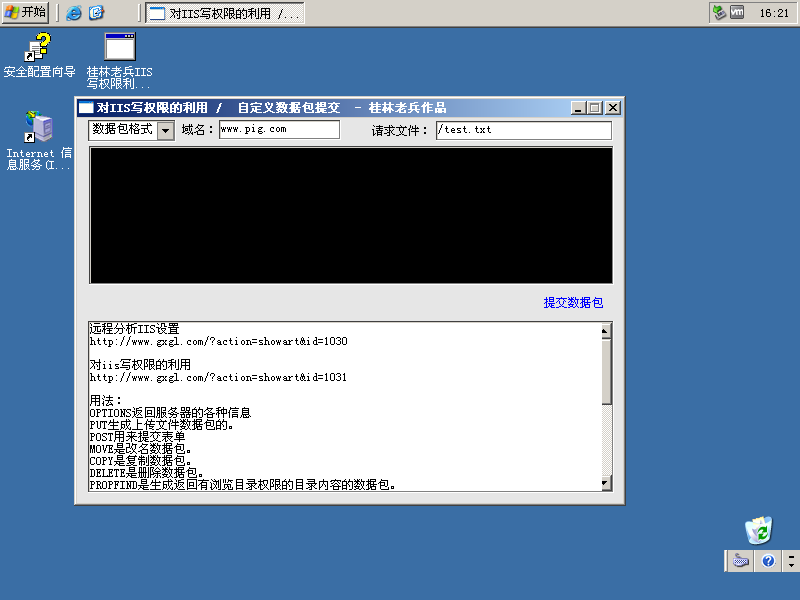 开始
对IIS写权限的利用 /...
16:21
安全配置向导
桂林老兵IIS
写权限利...
Internet 信
息服务(I...
对IIS写权限的利用 / 自定义数据包提交 - 桂林老兵作品
数据包格式
域名：
www.pig.com
请求文件：
/test.txt
提交数据包
远程分析IIS设置
http://www.gxgl.com/?action=showart&id=1030
对iis写权限的利用
http://www.gxgl.com/?action=showart&id=1031
用法：
OPTIONS返回服务器的各种信息
PUT生成上传文件数据包的。
POST用来提交表单
MOVE是改名数据包。
COPY是复制数据包。
DELETE是删除数据包。
PROPFIND是生成返回有浏览目录权限的目录内容的数据包。